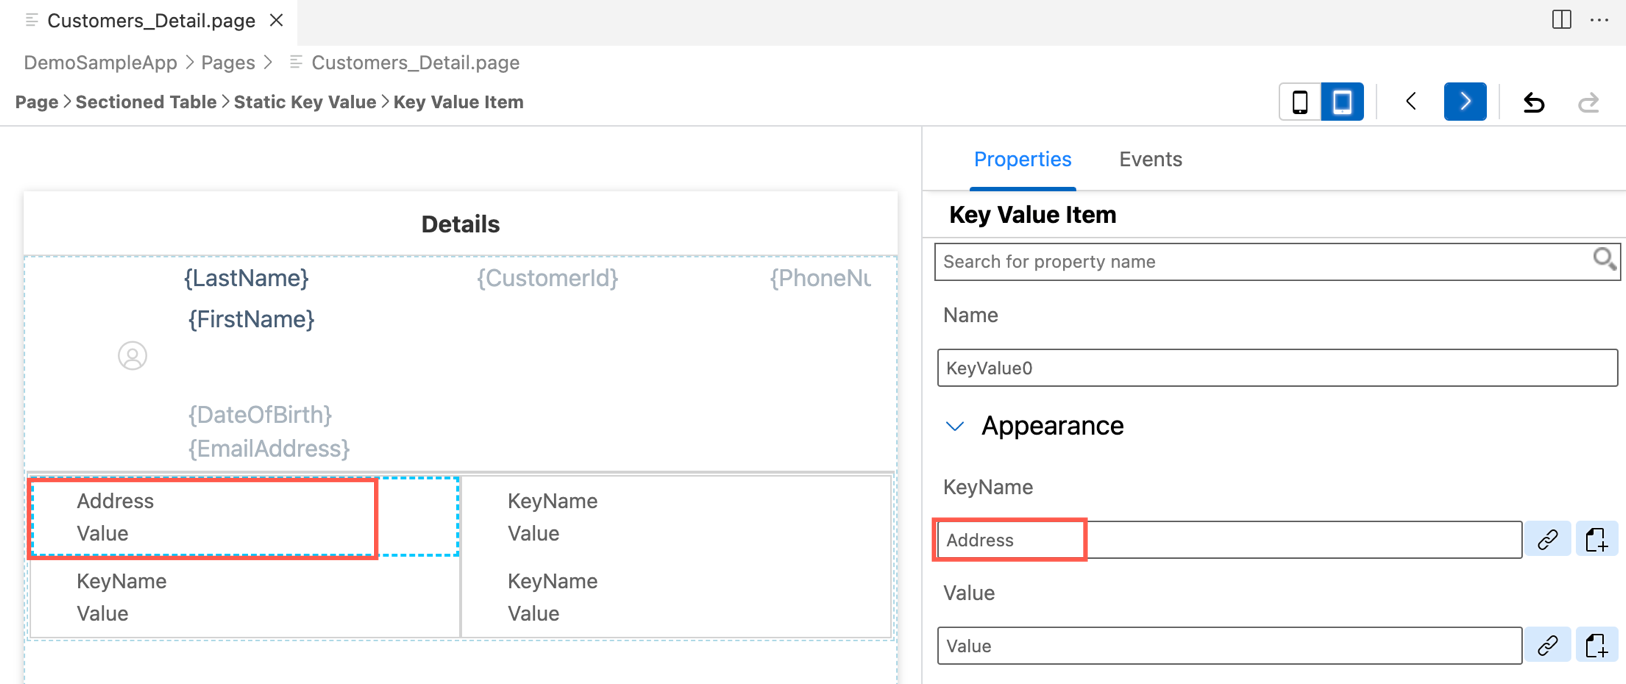 Customers_Detail.page
DemoSampleApp > Pages > Customers_Detail.page
Page > Sectioned Table > Static Key Value > Key Value Item
Details
{LastName} {CustomerId} {PhoneNu
{FirstName}
{DateOfBirth}
{EmailAddress}
Address KeyName
Value Value
KeyName KeyName
Value Value
Properties Events
Key Value Item
Search for property name
Name
KeyValue0
Appearance
KeyName
Address
Value
Value